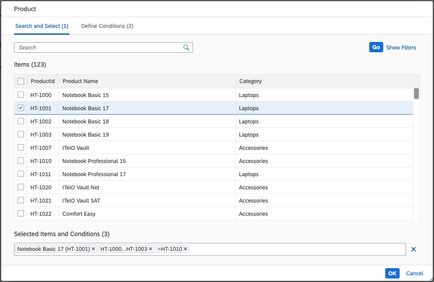 Product
Search and Select (1) Define Conditions (2)
Search Go Show Filters
Items (123)
ProductId Product Name Category
HT-1000 Notebook Basic 15 Laptops
HT-1001 Notebook Basic 17 Laptops
HT-1002 Notebook Basic 18 Laptops
HT-1003 Notebook Basic 19 Laptops
HT-1007 ITelO Vault Accessories
HT-1010 Notebook Professional 15 Accessories
HT-1011 Notebook Professional 17 Laptops
HT-1020 ITelO Vault Net Accessories
HT-1021 ITelO Vault SAT Accessories
HT-1022 Comfort Easy Accessories
Selected Items and Conditions (3)
Notebook Basic 17 (HT-1001) HT-1000...HT-1003 =HT-1010
OK Cancel